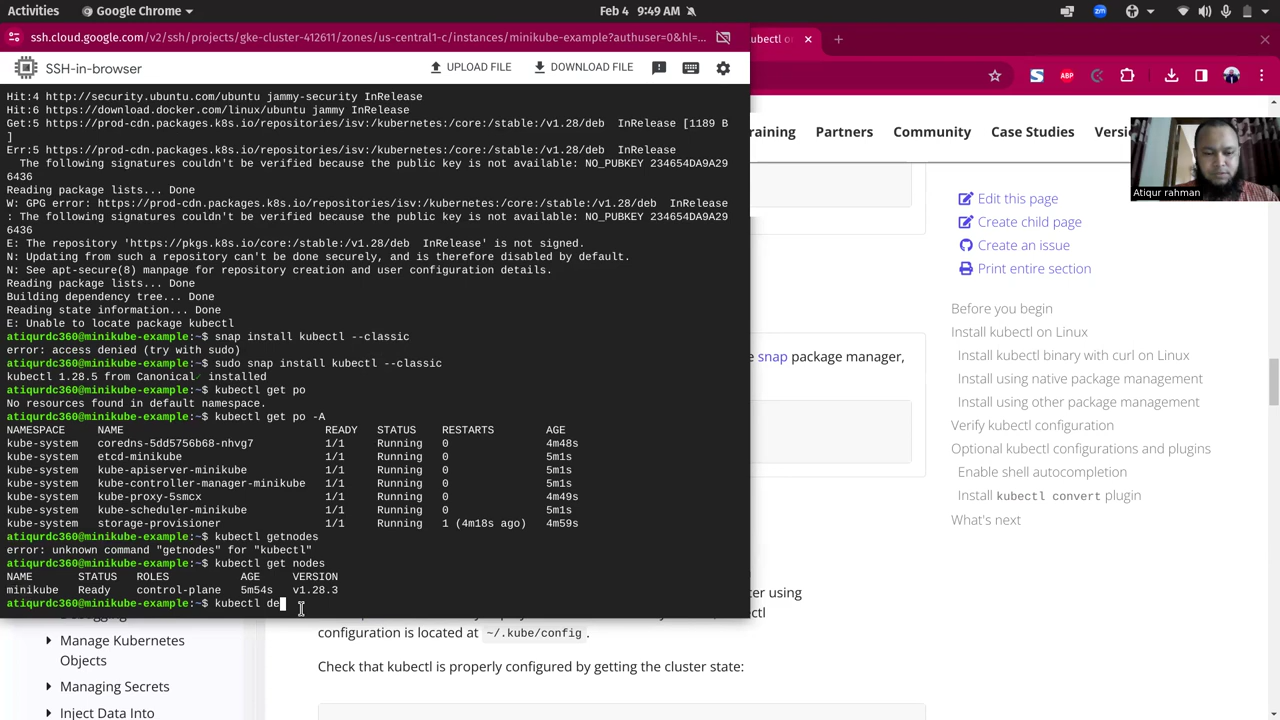 Activities
Google Chrome
Feb 4 9:49 AM
zm
ssh.cloud.google.com/v2/ssh/projects/gke-cluster-412611/zones/us-central1-c/instances/minikube-example?authuser=0&hl=...
SSH-in-browser
UPLOAD FILE
DOWNLOAD FILE
Hit:4 http://security.ubuntu.com/ubuntu jammy-security InRelease
Hit:6 https://download.docker.com/linux/ubuntu jammy InRelease
Get:5 https://prod-cdn.packages.k8s.io/repositories/isv:/kubernetes:/core:/stable:/v1.28/deb  InRelease [1189 B
]
Err:5 https://prod-cdn.packages.k8s.io/repositories/isv:/kubernetes:/core:/stable:/v1.28/deb  InRelease
The following signatures couldn't be verified because the public key is not available: NO_PUBKEY 234654DA9A29
6436
Reading package lists... Done
W: GPG error: https://prod-cdn.packages.k8s.io/repositories/isv:/kubernetes:/core:/stable:/v1.28/deb  InRelease
: The following signatures couldn't be verified because the public key is not available: NO_PUBKEY 234654DA9A29
6436
E: The repository 'https://pkgs.k8s.io/core:/stable:/v1.28/deb  InRelease' is not signed.
N: Updating from such a repository can't be done securely, and is therefore disabled by default.
N: See apt-secure(8) manpage for repository creation and user configuration details.
Reading package lists... Done
Building dependency tree... Done
Reading state information... Done
E: Unable to locate package kubectl
atiqurdc360@minikube-example:~$ snap install kubectl --classic
error: access denied (try with sudo)
atiqurdc360@minikube-example:~$ sudo snap install kubectl --classic
kubectl 1.28.5 from Canonical✓ installed
atiqurdc360@minikube-example:~$ kubectl get po
No resources found in default namespace.
atiqurdc360@minikube-example:~$ kubectl get po -A
NAMESPACE NAME READY STATUS RESTARTS AGE
kube-system coredns-5dd5756b68-nhvg7 1/1 Running 0 4m48s
kube-system etcd-minikube 1/1 Running 0 5m1s
kube-system kube-apiserver-minikube 1/1 Running 0 5m1s
kube-system kube-controller-manager-minikube 1/1 Running 0 5m1s
kube-system kube-proxy-5smcx 1/1 Running 0 4m49s
kube-system kube-scheduler-minikube 1/1 Running 0 5m1s
kube-system storage-provisioner 1/1 Running 1 (4m18s ago) 4m59s
atiqurdc360@minikube-example:~$ kubectl getnodes
error: unknown command "getnodes" for "kubectl"
atiqurdc360@minikube-example:~$ kubectl get nodes
NAME STATUS ROLES AGE VERSION
minikube Ready control-plane 5m54s v1.28.3
atiqurdc360@minikube-example:~$ kubectl de
ubectl o
ABP
raining
Partners
Community
Case Studies
Versi
Atiqur rahman
Edit this page
Create child page
Create an issue
Print entire section
Before you begin
Install kubectl on Linux
Install kubectl binary with curl on Linux
Install using native package management
Install using other package management
Verify kubectl configuration
Optional kubectl configurations and plugins
Enable shell autocompletion
Install kubectl convert plugin
What's next
e snap package manager,
ter using
ectl
configuration is located at ~/.kube/config .
Check that kubectl is properly configured by getting the cluster state:
Manage Kubernetes
Objects
Managing Secrets
Inject Data Into